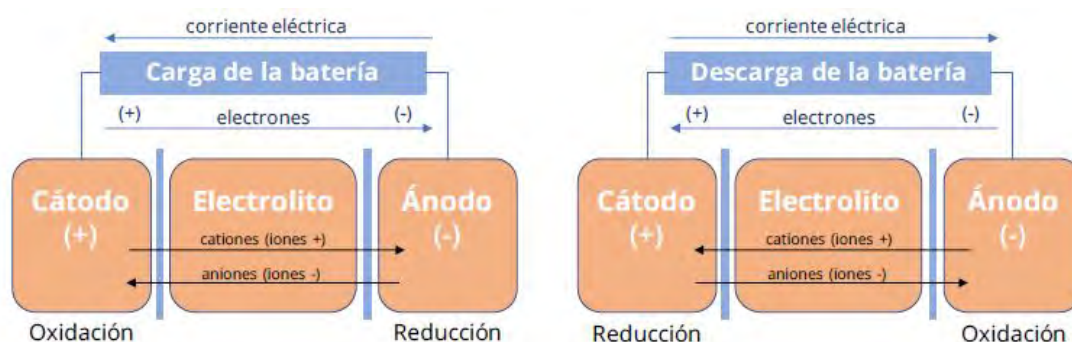 corriente eléctrica
Carga de la batería
(+) electrones (-)
Cátodo Electrolito Ánodo
(+) (-)
cationes (iones +)
aniones (iones -)
Oxidación Reducción
corriente eléctrica
Descarga de la batería
(+) electrones (-)
Cátodo Electrolito Ánodo
(+) (-)
cationes (iones +)
aniones (iones -)
Reducción Oxidación